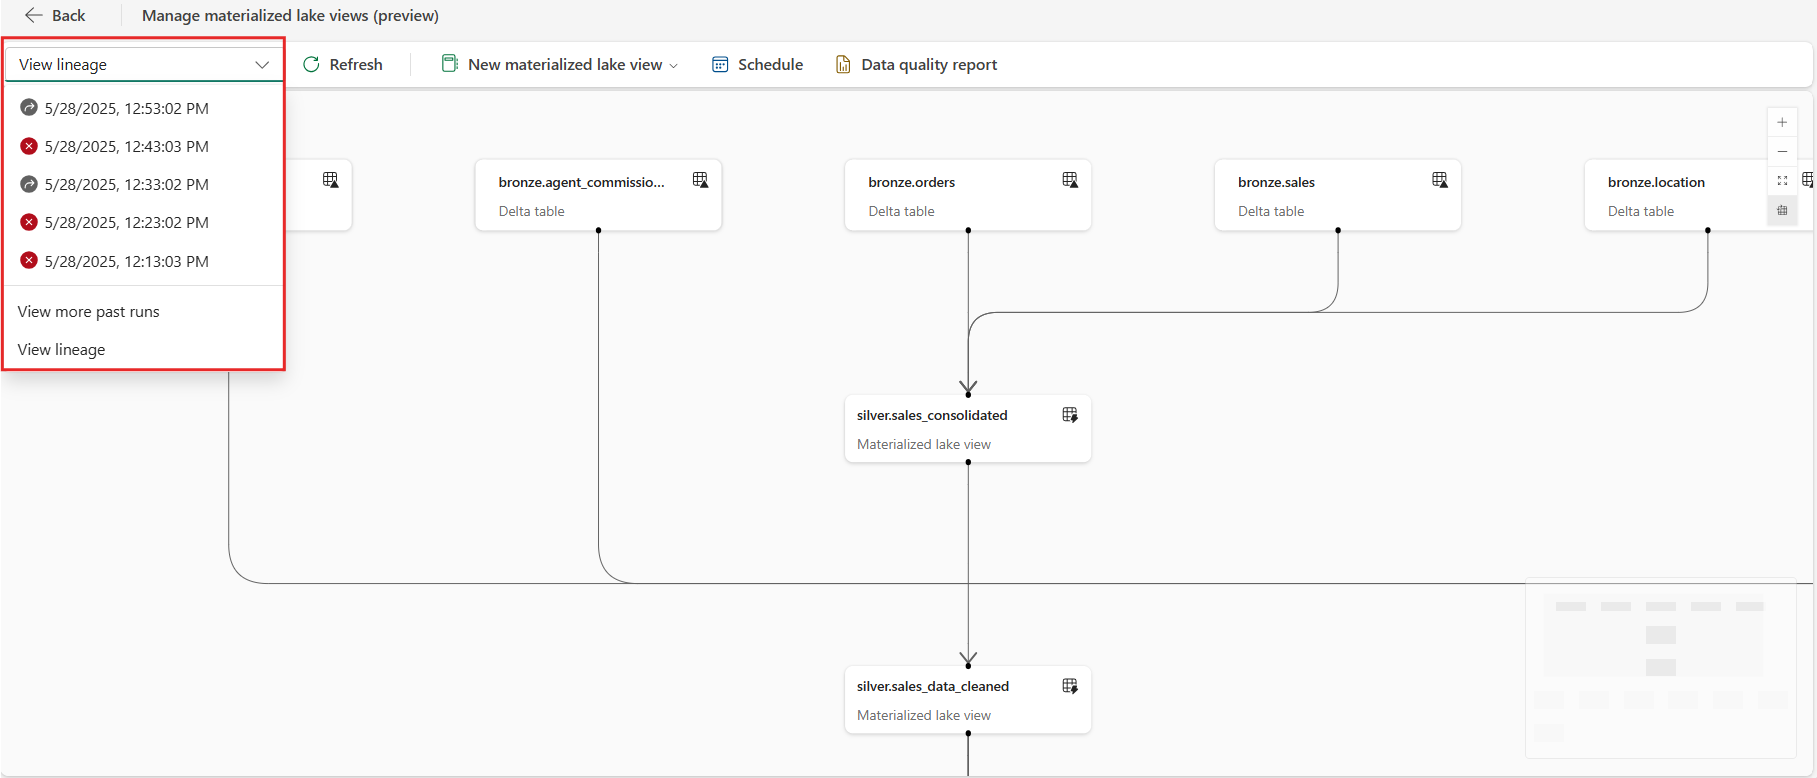 Back
Manage materialized lake views (preview)
View lineage
Refresh
New materialized lake view
Schedule
Data quality report
5/28/2025, 12:53:02 PM
5/28/2025, 12:43:03 PM
5/28/2025, 12:33:02 PM
5/28/2025, 12:23:02 PM
5/28/2025, 12:13:03 PM
View more past runs
View lineage
bronze.agent_commissio...
Delta table
bronze.orders
Delta table
bronze.sales
Delta table
bronze.location
Delta table
silver.sales_consolidated
Materialized lake view
silver.sales_data_cleaned
Materialized lake view